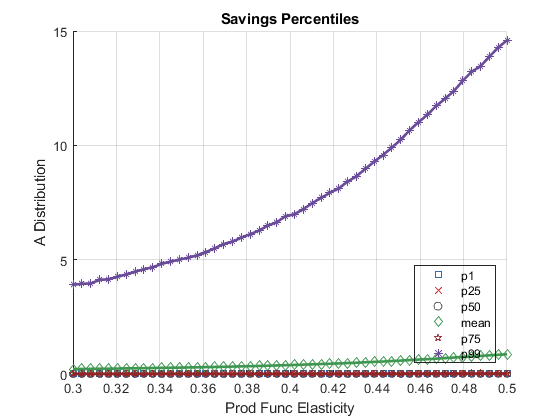 Savings Percentiles
15
10
5
0
A Distribution
p1
p25
p50
mean
p75
p99
0.3 0.32 0.34 0.36 0.38 0.4 0.42 0.44 0.46 0.48 0.5
Prod Func Elasticity